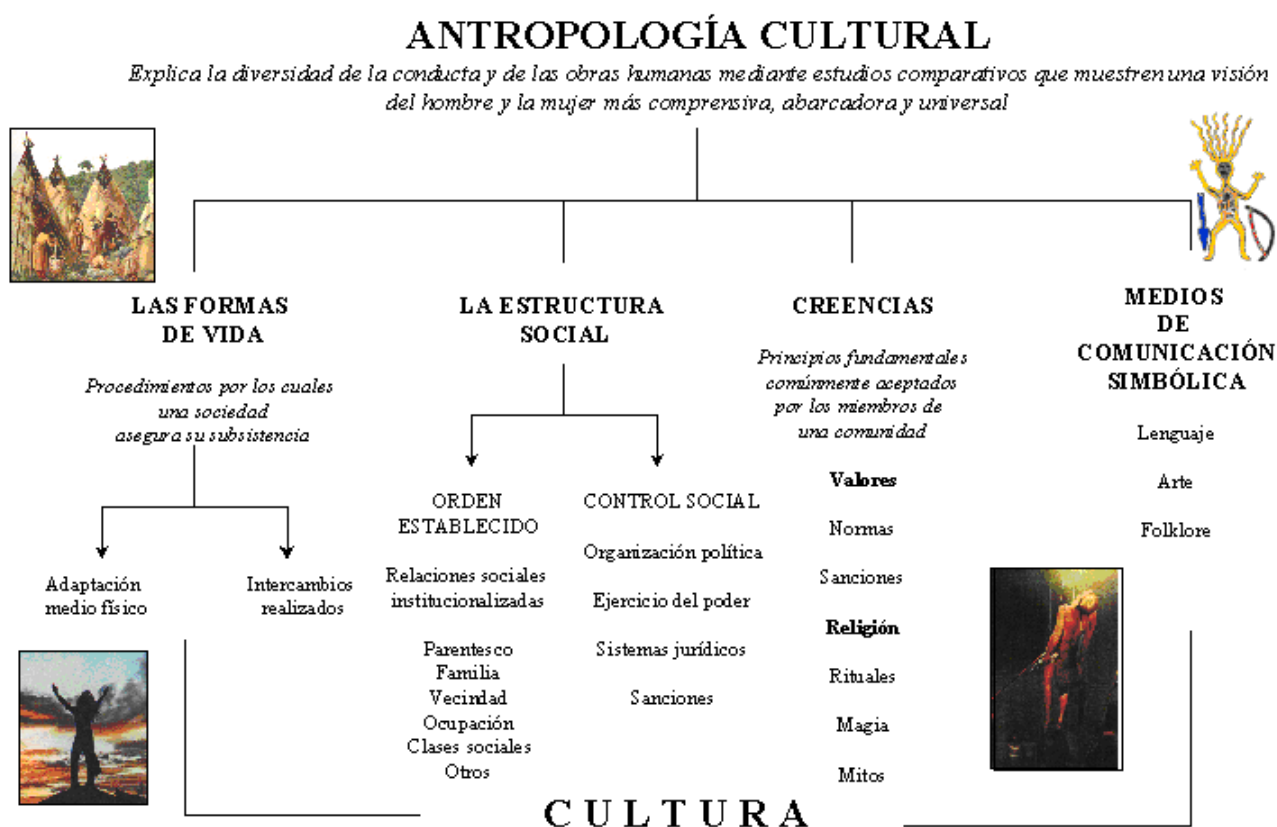 ANTROPOLOGÍA CULTURAL
Explica la diversidad de la conducta y de las obras humanas mediante estudios comparativos que muestren una visión
del hombre y la mujer más comprensiva, abarcadora y universal
LAS FORMAS
DE VIDA
Procedimientos por los cuales
una sociedad
asegura su subsistencia
Adaptación
medio físico
Intercambios
realizados
LA ESTRUCTURA
SOCIAL
ORDEN
ESTABLECIDO
Relaciones sociales
institucionalizadas
Parentesco
Familia
Vecindad
Ocupación
Clases sociales
Otros
CONTROL SOCIAL
Organización política
Ejercicio del poder
Sistemas jurídicos
Sanciones
CREENCIAS
Principios fundamentales
comúnmente aceptados
por los miembros de
una comunidad
Valores
Normas
Sanciones
Religión
Rituales
Magia
Mitos
MEDIOS
DE
COMUNICACIÓN
SIMBÓLICA
Lenguaje
Arte
Folklore
CULTURA